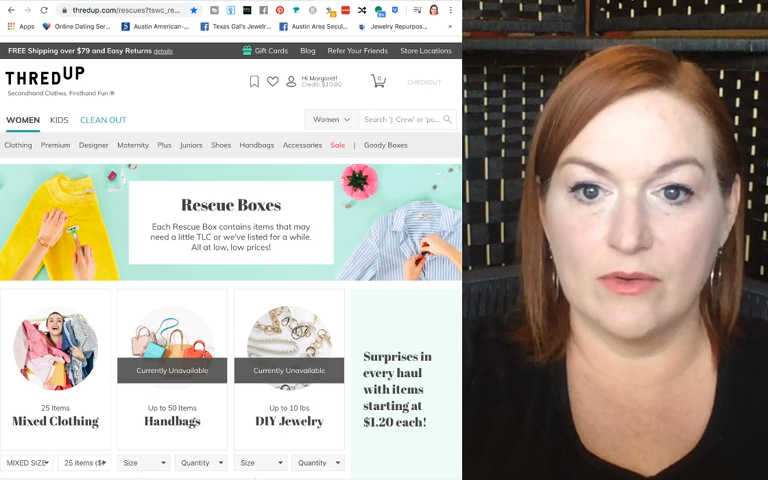 thredup.com/rescues?tswc_re...
Apps
Online Dating Ser...
Austin American-...
Texas Gal's Jewelr...
Austin Area Secul...
Jewelry Repurpos...
FREE Shipping over $79 and Easy Returns details
Gift Cards
Blog
Refer Your Friends
Store Locations
THREDUP
Secondhand Clothes. Firsthand Fun.®
Hi Margaret!
Credit: $10.00
0
CHECKOUT
WOMEN
KIDS
CLEAN OUT
Women
Search 'J. Crew' or 'po...
Clothing Premium Designer Maternity Plus Juniors Shoes Handbags Accessories Sale | Goody Boxes
Rescue Boxes
Each Rescue Box contains items that may
need a little TLC or we've listed for a while.
All at low, low prices!
25 Items
Mixed Clothing
MIXED SIZE
25 Items ($
Currently Unavailable
Up to 50 Items
Handbags
Size
Quantity
Currently Unavailable
Up to 10 lbs
DIY Jewelry
Size
Quantity
Surprises in
every haul
with items
starting at
$1.20 each!